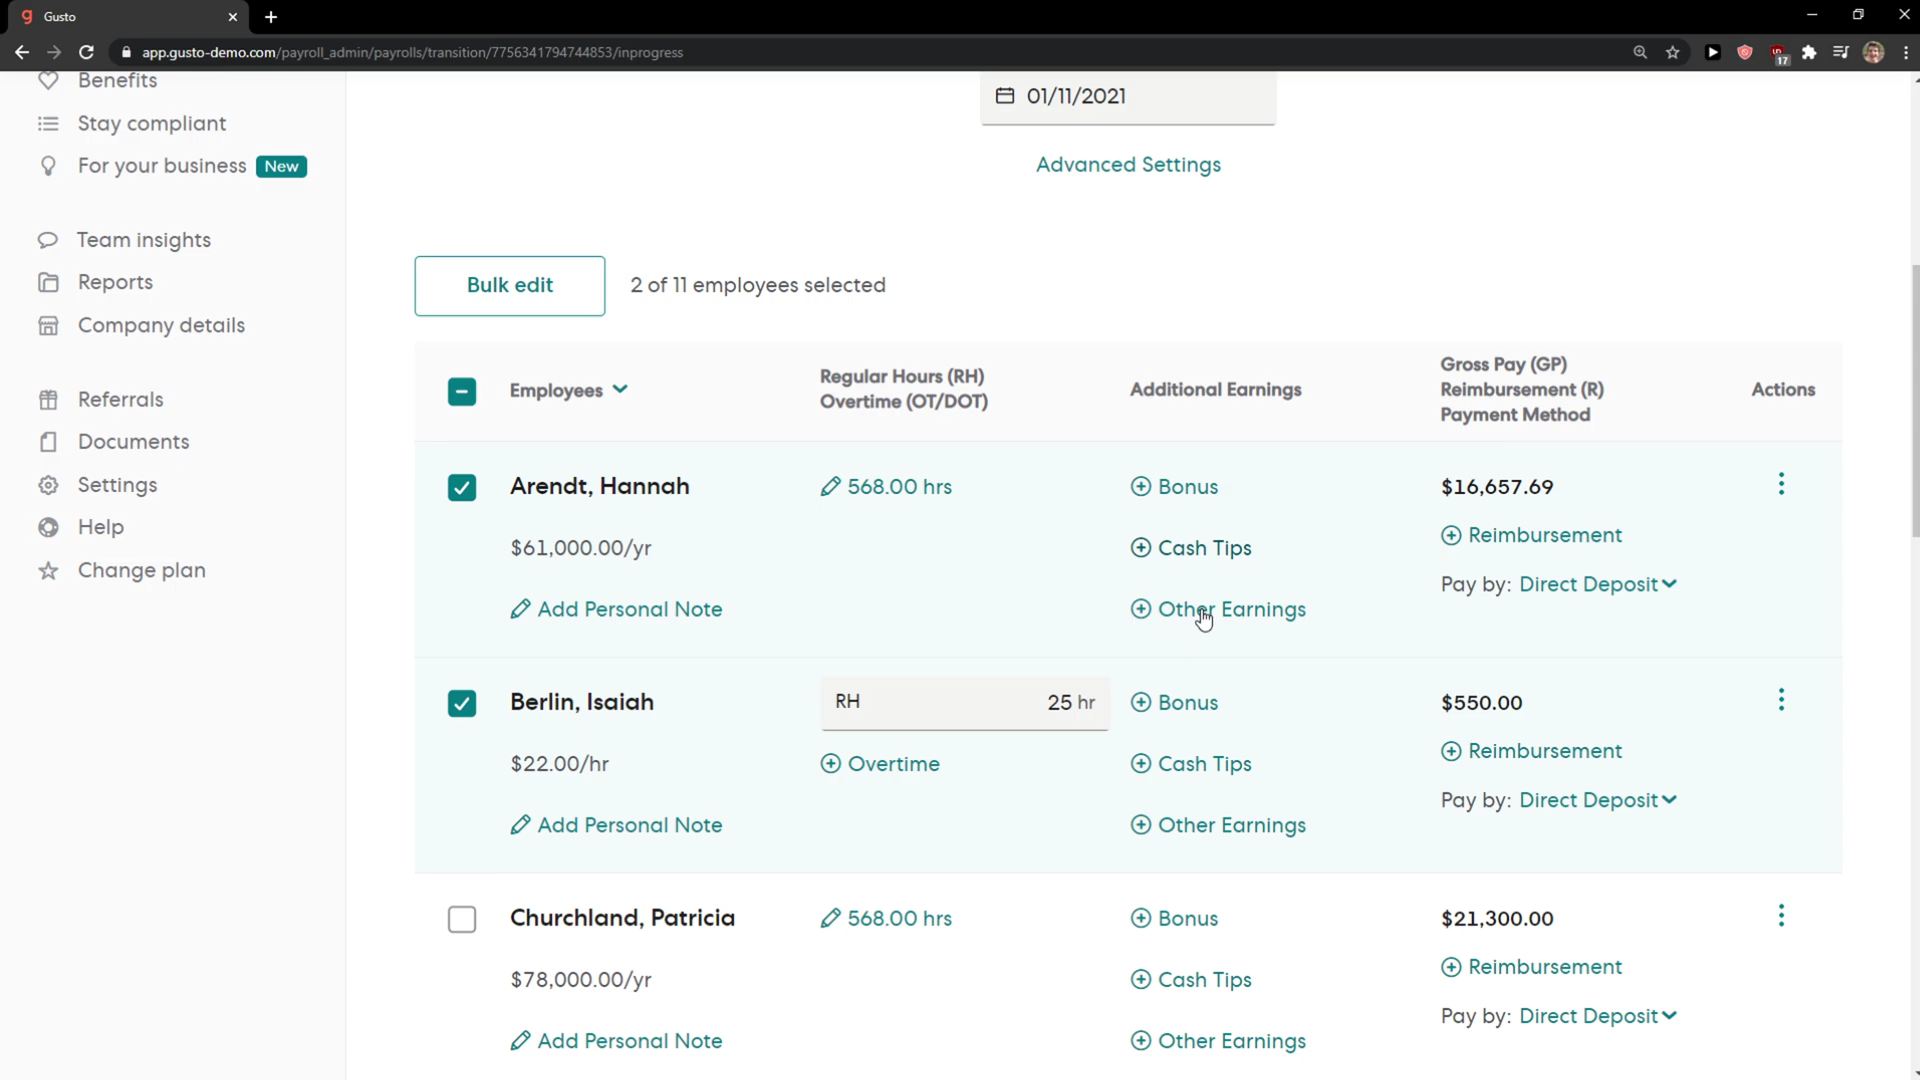 Gusto
app.gusto-demo.com/payroll_admin/payrolls/transition/7756341794744853/inprogress
17
Benefits
Stay compliant
For your business New
Team insights
Reports
Company details
Referrals
Documents
Settings
Help
Change plan
01/11/2021
Advanced Settings
Bulk edit
2 of 11 employees selected
Employees
Regular Hours (RH)
Overtime (OT/DOT)
Additional Earnings
Gross Pay (GP)
Reimbursement (R)
Payment Method
Actions
Arendt, Hannah
568.00 hrs
Bonus
$16,657.69
Reimbursement
$61,000.00/yr
Cash Tips
Pay by: Direct Deposit
Add Personal Note
Other Earnings
Berlin, Isaiah
RH 25 hr
Bonus
$550.00
Reimbursement
$22.00/hr
Overtime
Cash Tips
Pay by: Direct Deposit
Add Personal Note
Other Earnings
Churchland, Patricia
568.00 hrs
Bonus
$21,300.00
Reimbursement
$78,000.00/yr
Cash Tips
Pay by: Direct Deposit
Add Personal Note
Other Earnings